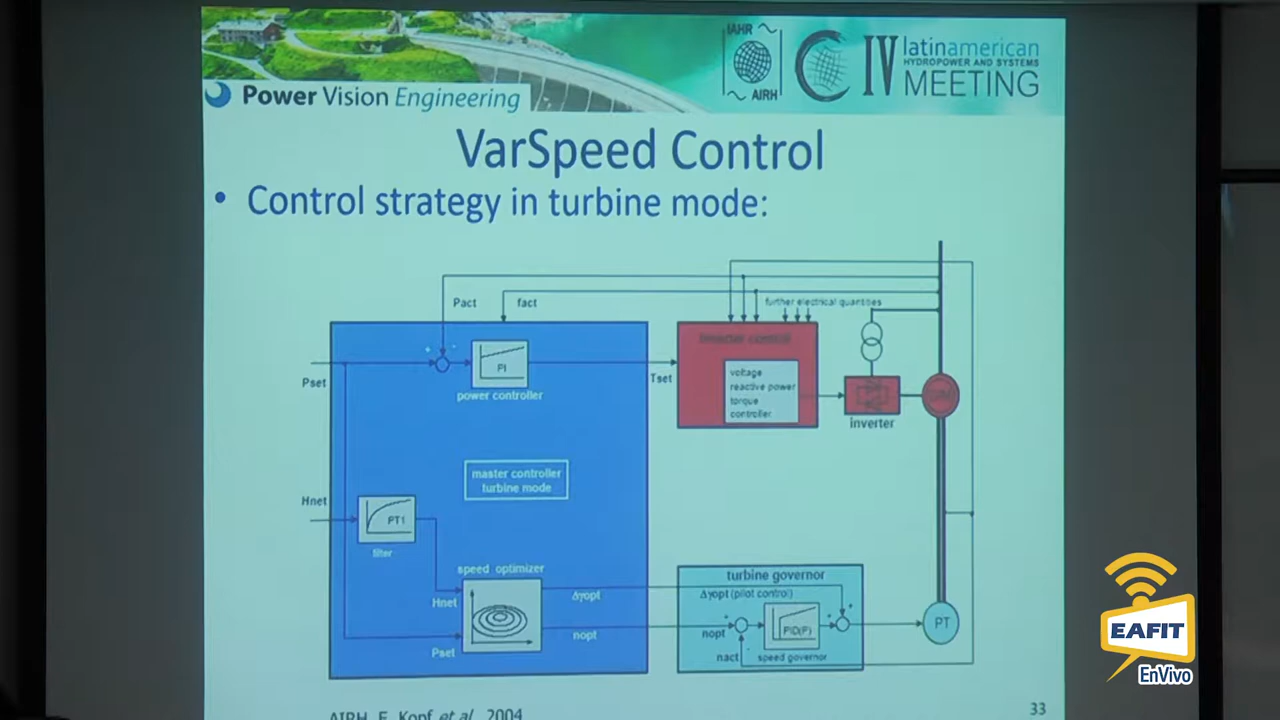 IAHR
AIRH
IV latinamerican
HYDROPOWER AND SYSTEMS
MEETING
Power Vision Engineering
VarSpeed Control
• Control strategy in turbine mode:
Pact
fact
further electrical quantities
Pset
PI
power controller
Tset
voltage
reactive power
torque
controller
inverter
master controller
turbine mode
Hnet
PT1
filter
speed optimizer
Hnet
Pset
Δyopt
nopt
turbine governor
Δyopt (pilot control)
nopt
PID(F)
nact
speed governor
PT
AIRH, E. Kopf et al, 2004
33
EAFIT
EnVivo